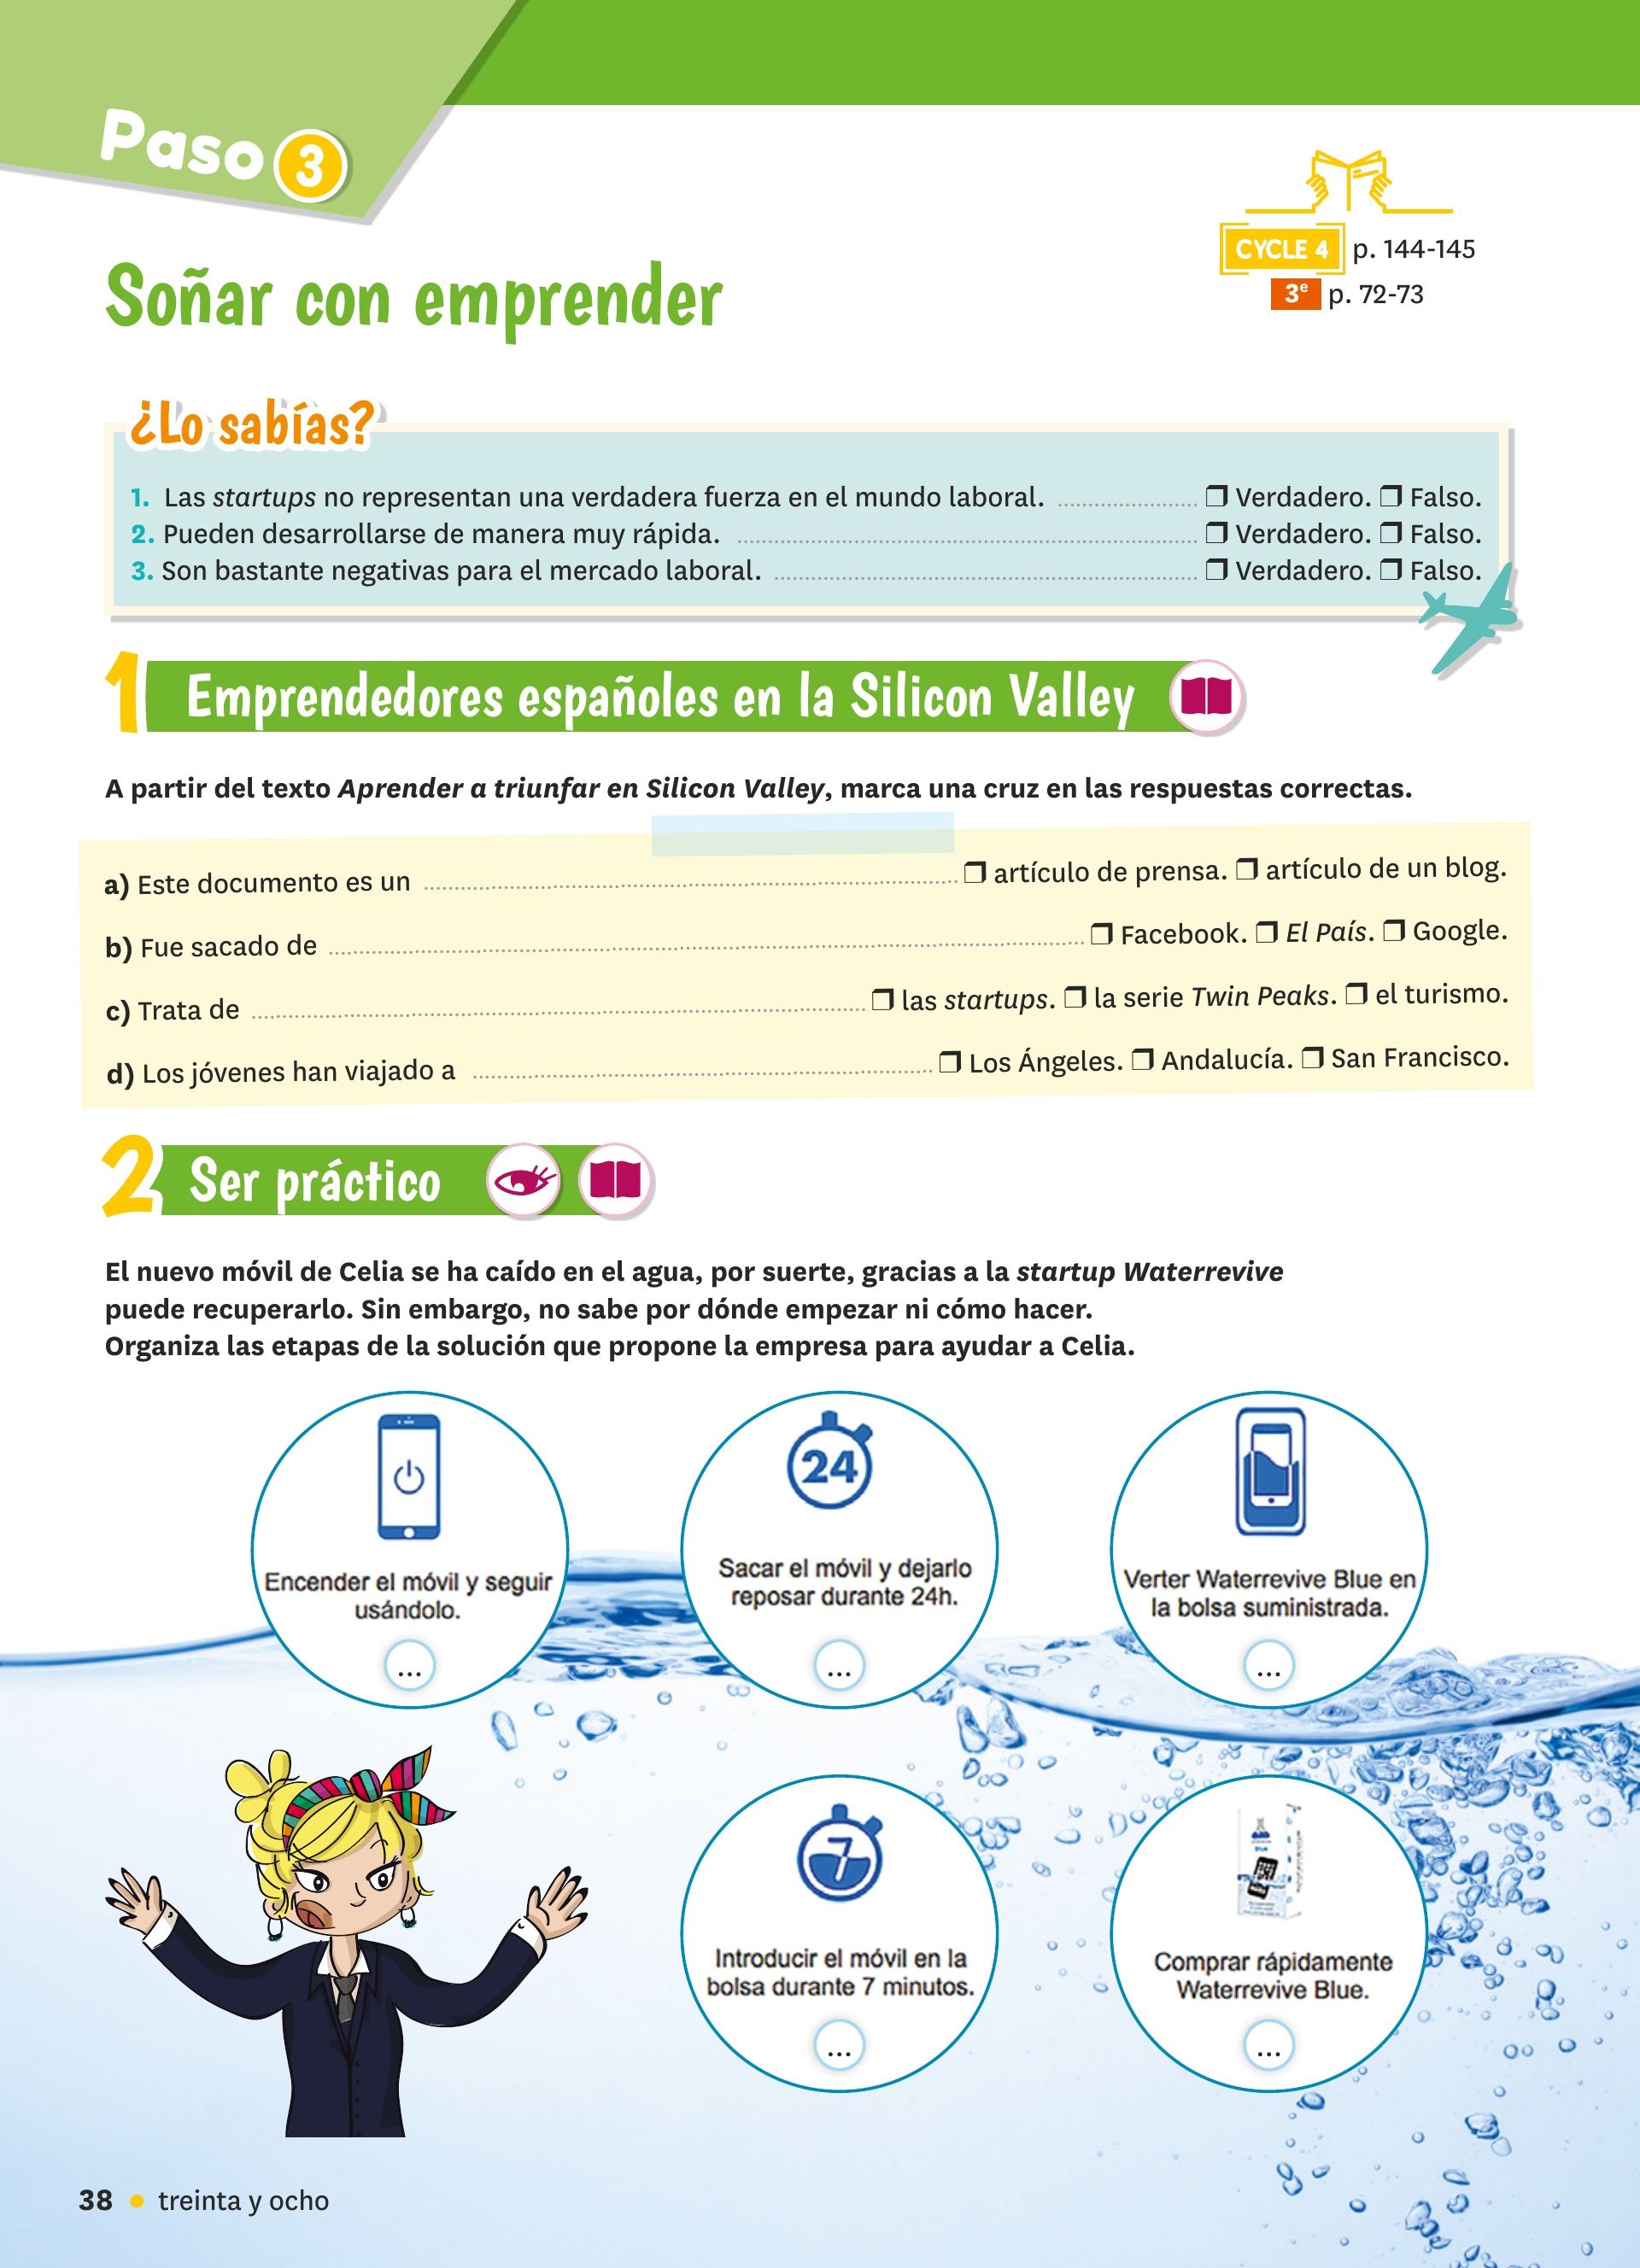 Paso 3
CYCLE 4 p. 144-145
3e p. 72-73
Soñar con emprender
¿Lo sabías?
1. Las startups no representan una verdadera fuerza en el mundo laboral. ❒ Verdadero. ❒ Falso.
2. Pueden desarrollarse de manera muy rápida. ❒ Verdadero. ❒ Falso.
3. Son bastante negativas para el mercado laboral. ❒ Verdadero. ❒ Falso.
1 Emprendedores españoles en la Silicon Valley
A partir del texto Aprender a triunfar en Silicon Valley, marca una cruz en las respuestas correctas.
a) Este documento es un ❒ artículo de prensa. ❒ artículo de un blog.
b) Fue sacado de ❒ Facebook. ❒ El País. ❒ Google.
c) Trata de ❒ las startups. ❒ la serie Twin Peaks. ❒ el turismo.
d) Los jóvenes han viajado a ❒ Los Ángeles. ❒ Andalucía. ❒ San Francisco.
2 Ser práctico
El nuevo móvil de Celia se ha caído en el agua, por suerte, gracias a la startup Waterrevive
puede recuperarlo. Sin embargo, no sabe por dónde empezar ni cómo hacer.
Organiza las etapas de la solución que propone la empresa para ayudar a Celia.
Encender el móvil y seguir
usándolo.
...
24
Sacar el móvil y dejarlo
reposar durante 24h.
...
Verter Waterrevive Blue en
la bolsa suministrada.
...
7
Introducir el móvil en la
bolsa durante 7 minutos.
...
Comprar rápidamente
Waterrevive Blue.
...
38 • treinta y ocho